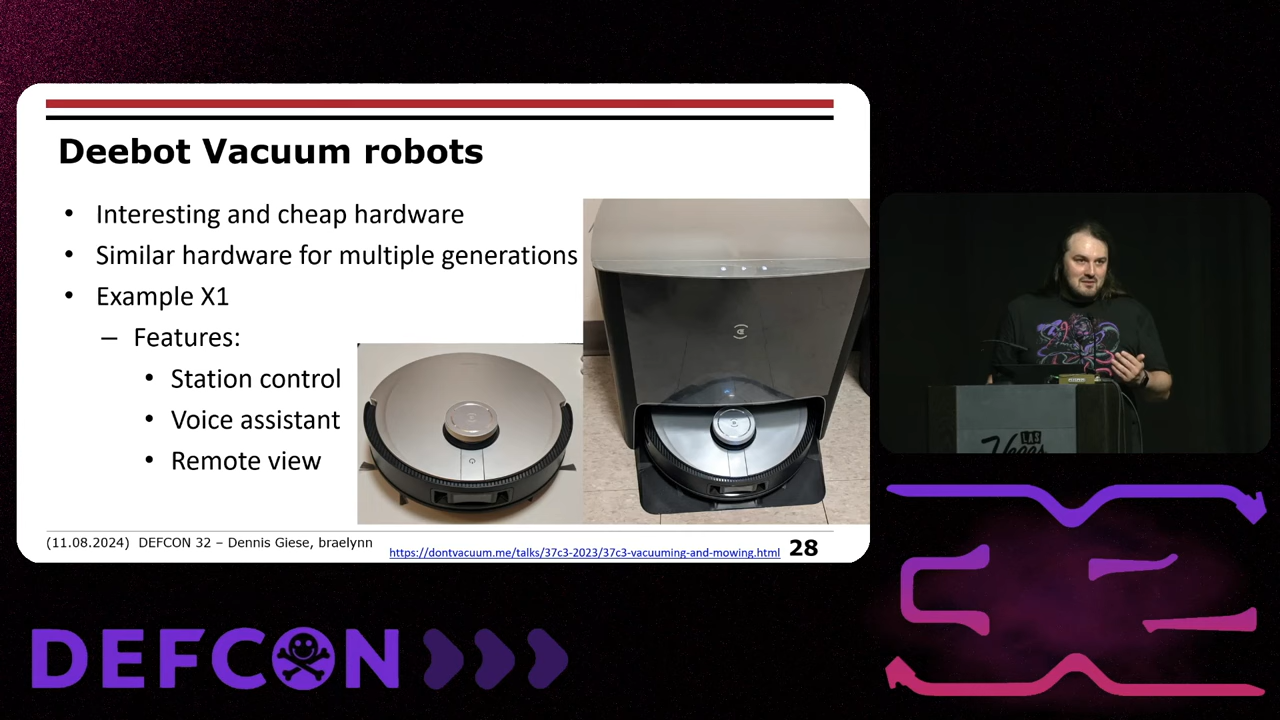 Deebot Vacuum robots
• Interesting and cheap hardware
• Similar hardware for multiple generations
• Example X1
– Features:
• Station control
• Voice assistant
• Remote view
(11.08.2024) DEFCON 32 – Dennis Giese, braelynn
https://dontvacuum.me/talks/37c3-2023/37c3-vacuuming-and-mowing.html
28
LAS
Vegas
DEFCON